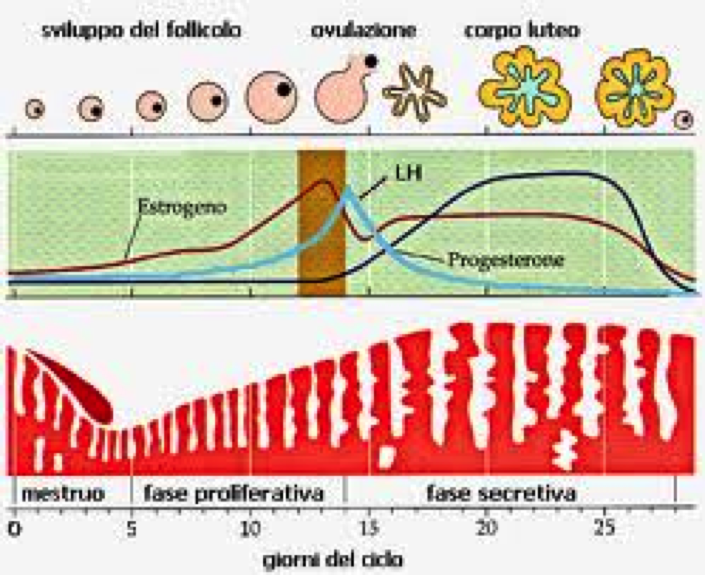 sviluppo del follicolo
ovulazione
corpo luteo
LH
Estrogeno
Progesterone
mestruo
fase proliferativa
fase secretiva
0 5 10 15 20 25
giorni del ciclo